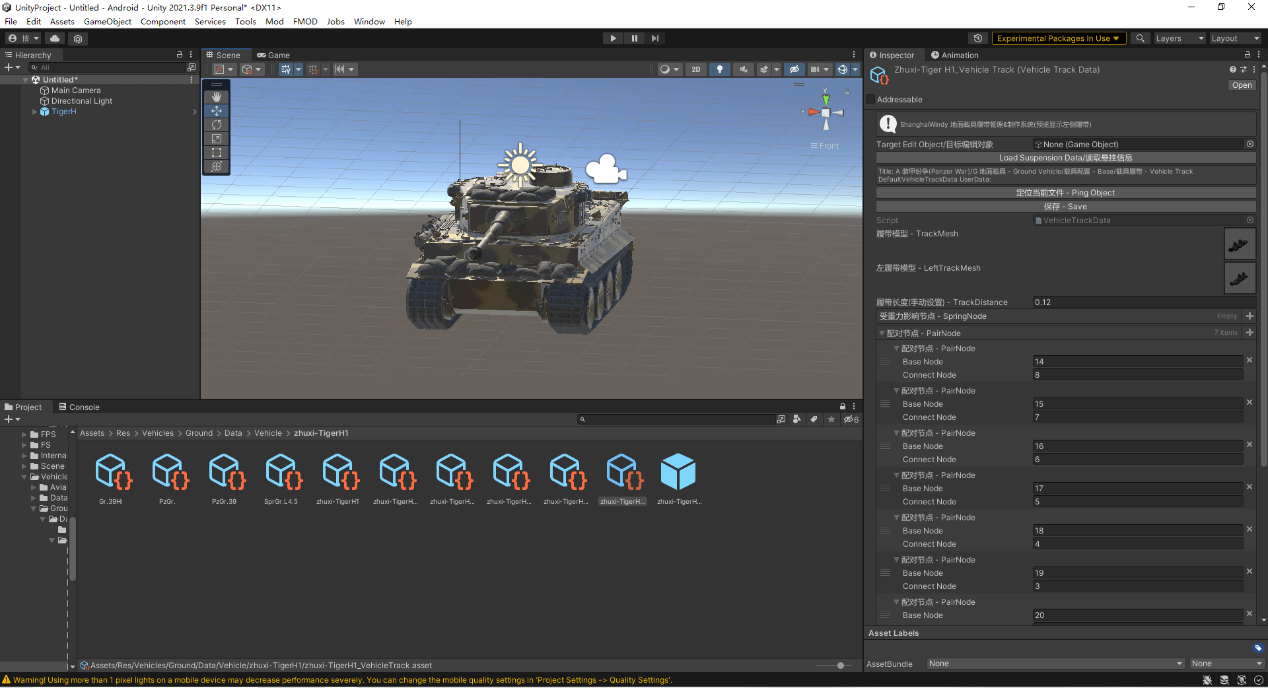 UnityProject - Untitled - Android - Unity 2021.3.9f1 Personal* <DX11>
File Edit Assets GameObject Component Services Tools Mod FMOD Jobs Window Help
Experimental Packages In Use Layers Layout
Hierarchy
All
Untitled*
Main Camera
Directional Light
TigerH
Scene Game
2D
Y
Front
Inspector Animation
Zhuxi-Tiger H1_Vehicle Track (Vehicle Track Data)
Open
Addressable
ShanghaiWindy 地面载具履带管理&制作系统(预览显示左侧履带)
Target Edit Object/目标编辑对象 None (Game Object)
Load Suspension Data/读取悬挂信息
Title: A 装甲纷争(Panzer War)/G 地面载具 - Ground Vehicle/载具配置 - Base/载具履带 - Vehicle Track
DefaultVehicleTrackData UserData:
定位当前文件 - Ping Object
保存 - Save
Script VehicleTrackData
履带模型 - TrackMesh
左履带模型 - LeftTrackMesh
履带长度(手动设置) - TrackDistance 0.12
受重力影响节点 - SpringNode Empty
配对节点 - PairNode 7 items
配对节点 - PairNode
Base Node 14
Connect Node 8
配对节点 - PairNode
Base Node 15
Connect Node 7
配对节点 - PairNode
Base Node 16
Connect Node 6
配对节点 - PairNode
Base Node 17
Connect Node 5
配对节点 - PairNode
Base Node 18
Connect Node 4
配对节点 - PairNode
Base Node 19
Connect Node 3
配对节点 - PairNode
Base Node 20
Asset Labels
AssetBundle None None
Project Console
6
FPS
FS
Interna
Scene
Vehicle
Avia
Data
Grou
Da
Assets > Res > Vehicles > Ground > Data > Vehicle > zhuxi-TigerH1
Gr.39Hl PzGr. PzGr.39 SprGr.L4.5 zhuxi-TigerH1 zhuxi-TigerH... zhuxi-TigerH... zhuxi-TigerH... zhuxi-TigerH... zhuxi-TigerH... zhuxi-TigerH...
Assets/Res/Vehicles/Ground/Data/Vehicle/zhuxi-TigerH1/zhuxi-TigerH1_VehicleTrack.asset
Warning! Using more than 1 pixel lights on a mobile device may decrease performance severely. You can change the mobile quality settings in 'Project Settings -> Quality Settings'.